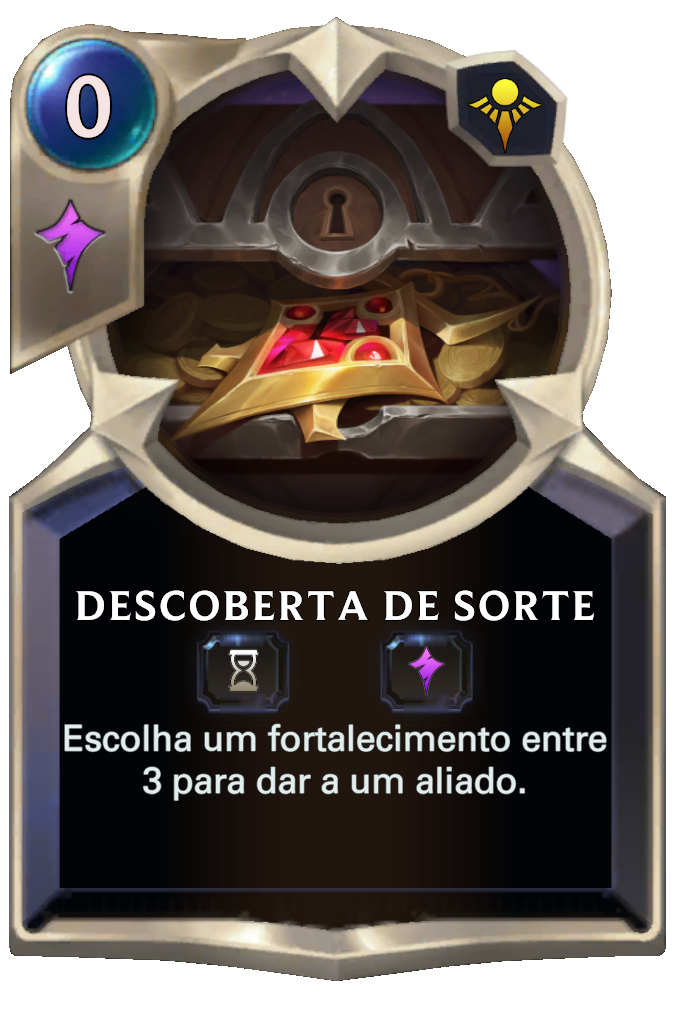 0
DESCOBERTA DE SORTE
Escolha um fortalecimento entre
3 para dar a um aliado.